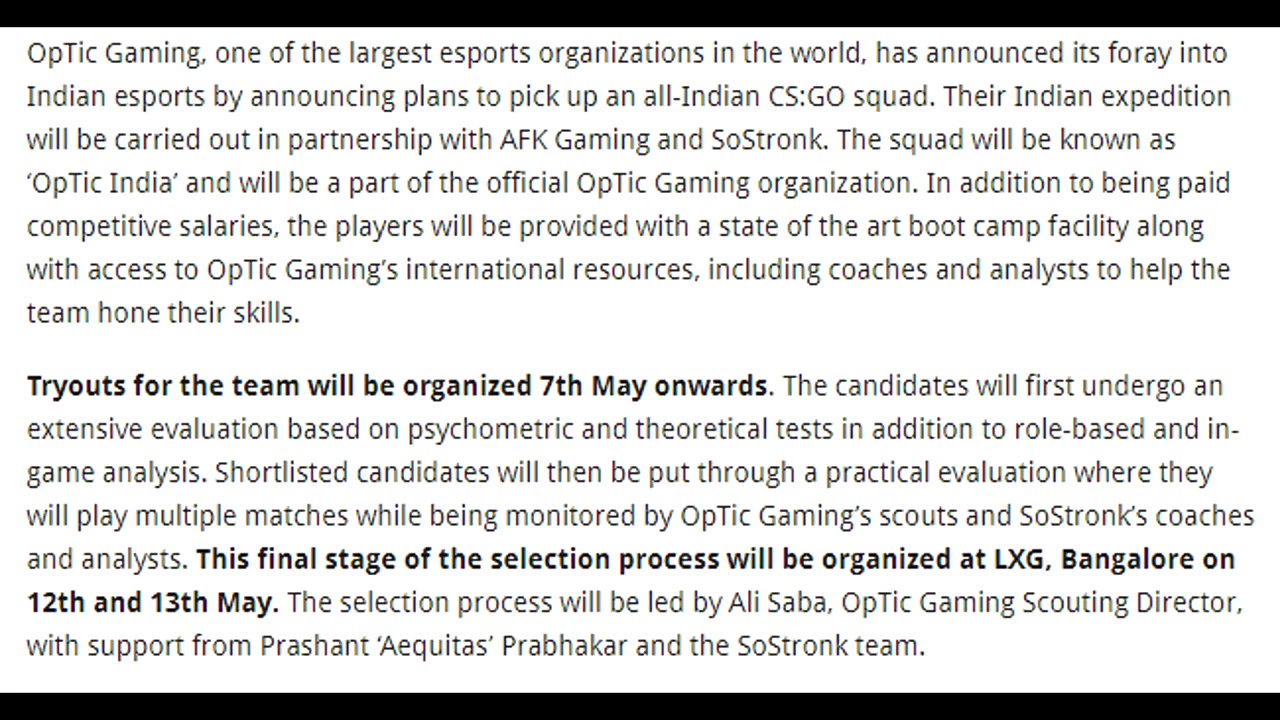 OpTic Gaming, one of the largest esports organizations in the world, has announced its foray into
Indian esports by announcing plans to pick up an all-Indian CS:GO squad. Their Indian expedition
will be carried out in partnership with AFK Gaming and SoStronk. The squad will be known as
‘OpTic India’ and will be a part of the official OpTic Gaming organization. In addition to being paid
competitive salaries, the players will be provided with a state of the art boot camp facility along
with access to OpTic Gaming’s international resources, including coaches and analysts to help the
team hone their skills.
Tryouts for the team will be organized 7th May onwards. The candidates will first undergo an
extensive evaluation based on psychometric and theoretical tests in addition to role-based and in-
game analysis. Shortlisted candidates will then be put through a practical evaluation where they
will play multiple matches while being monitored by OpTic Gaming’s scouts and SoStronk’s coaches
and analysts. This final stage of the selection process will be organized at LXG, Bangalore on
12th and 13th May. The selection process will be led by Ali Saba, OpTic Gaming Scouting Director,
with support from Prashant ‘Aequitas’ Prabhakar and the SoStronk team.